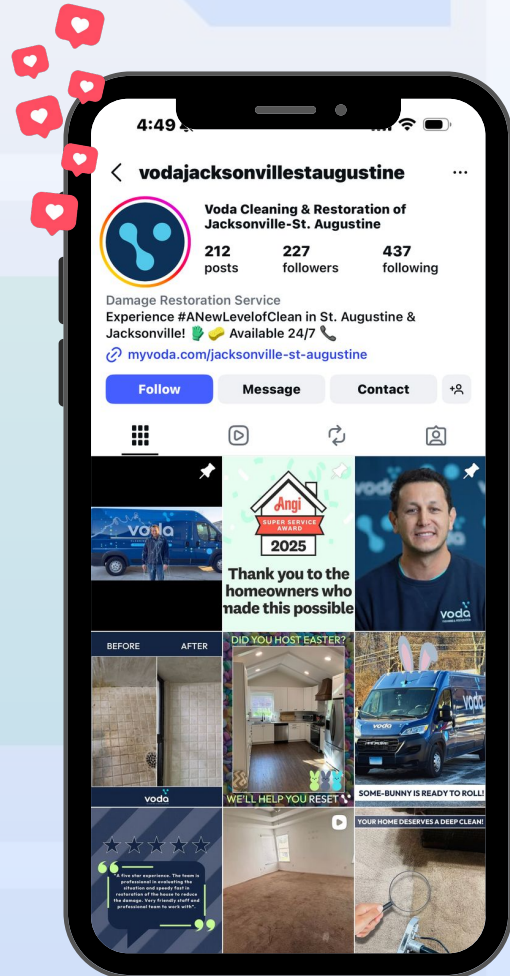 4:49
vodajacksonvillestaugustine
Voda Cleaning & Restoration of
Jacksonville-St. Augustine
212 227 437
posts followers following
Damage Restoration Service
Experience #ANewLevelofClean in St. Augustine &
Jacksonville! 🧤 🧽 Available 24/7 📞
myvoda.com/jacksonville-st-augustine
Follow Message Contact
voda
Angi
SUPER SERVICE
AWARD
2025
Thank you to the
homeowners who
made this possible
voda
BEFORE AFTER
voda
DID YOU HOST EASTER?
WE'LL HELP YOU RESET
voda
SOME-BUNNY IS READY TO ROLL!
"A five star experience. The team is
professional in evaluating the
situation and speedy fast in
restoration of the house to reduce
the damage. Very friendly staff and
professional team to work with".
YOUR HOME DESERVES A DEEP CLEAN!